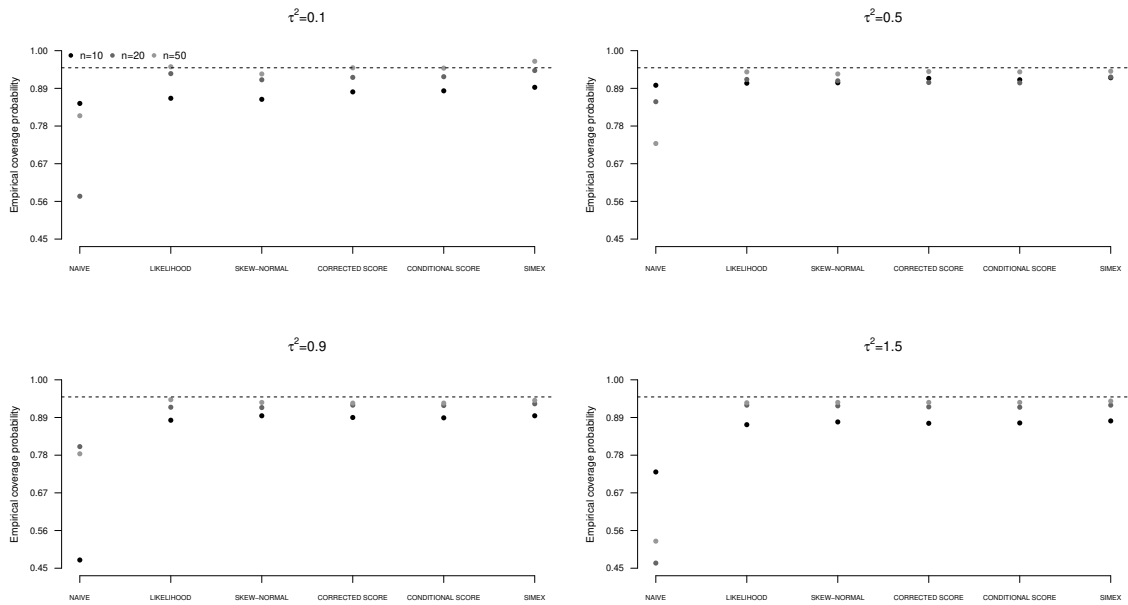 τ²=0.1
Empirical coverage probability
1.00
0.89
0.78
0.67
0.56
0.45
n=10 n=20 n=50
NAIVE LIKELIHOOD SKEW−NORMAL CORRECTED SCORE CONDITIONAL SCORE SIMEX
τ²=0.5
Empirical coverage probability
1.00
0.89
0.78
0.67
0.56
0.45
NAIVE LIKELIHOOD SKEW−NORMAL CORRECTED SCORE CONDITIONAL SCORE SIMEX
τ²=0.9
Empirical coverage probability
1.00
0.89
0.78
0.67
0.56
0.45
NAIVE LIKELIHOOD SKEW−NORMAL CORRECTED SCORE CONDITIONAL SCORE SIMEX
τ²=1.5
Empirical coverage probability
1.00
0.89
0.78
0.67
0.56
0.45
NAIVE LIKELIHOOD SKEW−NORMAL CORRECTED SCORE CONDITIONAL SCORE SIMEX